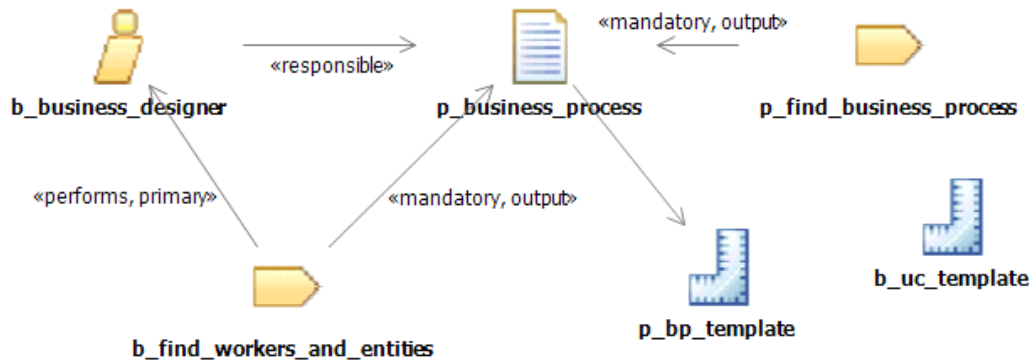 «mandatory, output»
«responsible»
b_business_designer
p_business_process
p_find_business_process
«performs, primary»
«mandatory, output»
b_uc_template
p_bp_template
b_find_workers_and_entities